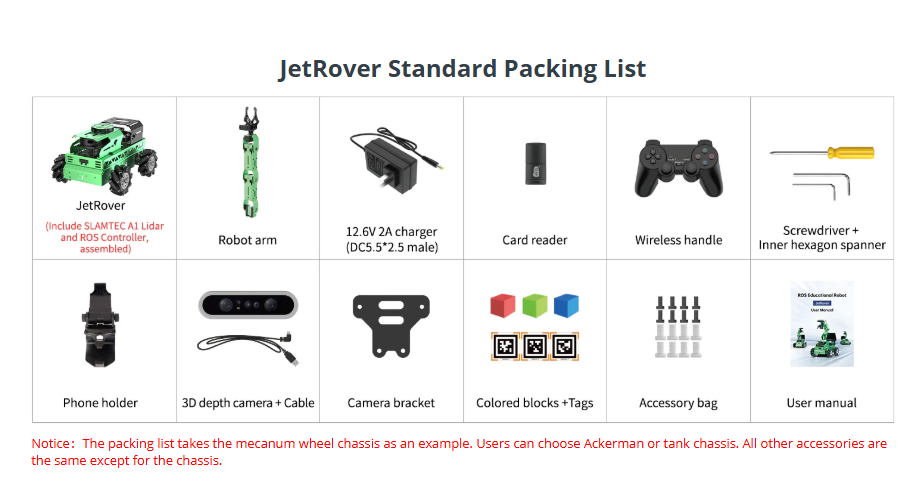 JetRover Standard Packing List
JetRover
(Include SLAMTEC A1 Lidar
and ROS Controller,
assembled)
Robot arm
12.6V 2A charger
(DC5.5*2.5 male)
Card reader
Wireless handle
Screwdriver +
Inner hexagon spanner
Phone holder
3D depth camera + Cable
Camera bracket
Colored blocks +Tags
Accessory bag
ROS Educational Robot
JetRover
User Manual
User manual
Notice：The packing list takes the mecanum wheel chassis as an example. Users can choose Ackerman or tank chassis. All other accessories are
the same except for the chassis.